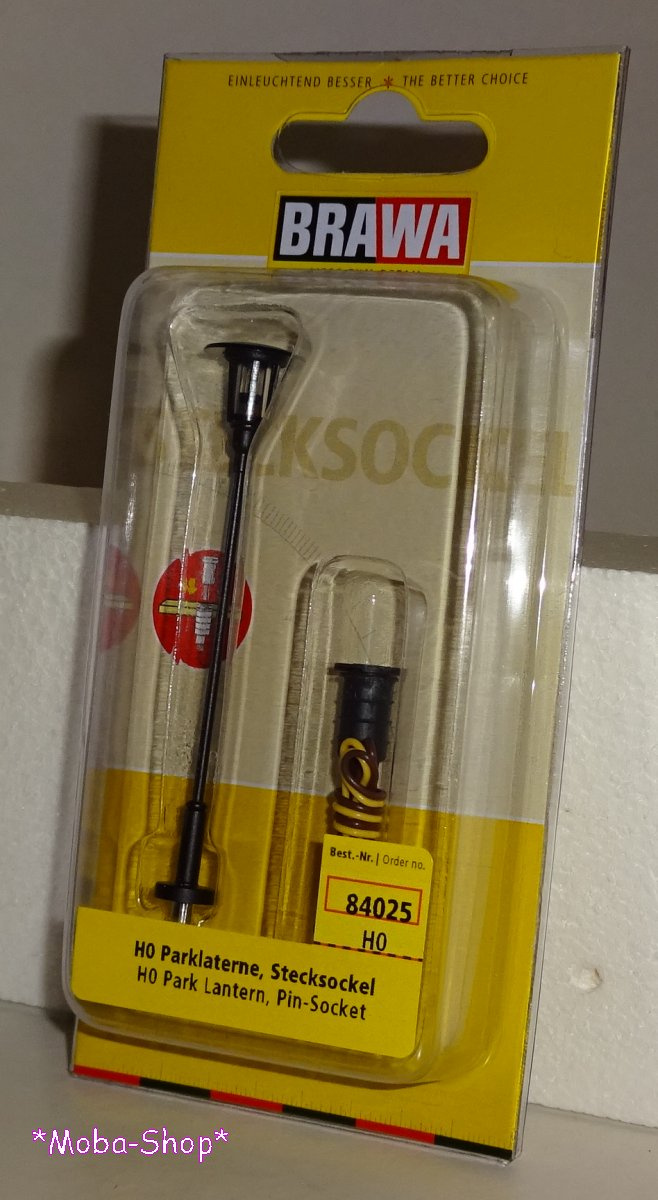 EINLEUCHTEND BESSER * THE BETTER CHOICE
BRAWA
STECKSOCKEL
Best.-Nr. | Order no.
84025
H0
H0 Parklaterne, Stecksockel
H0 Park Lantern, Pin-Socket
*Moba-Shop*